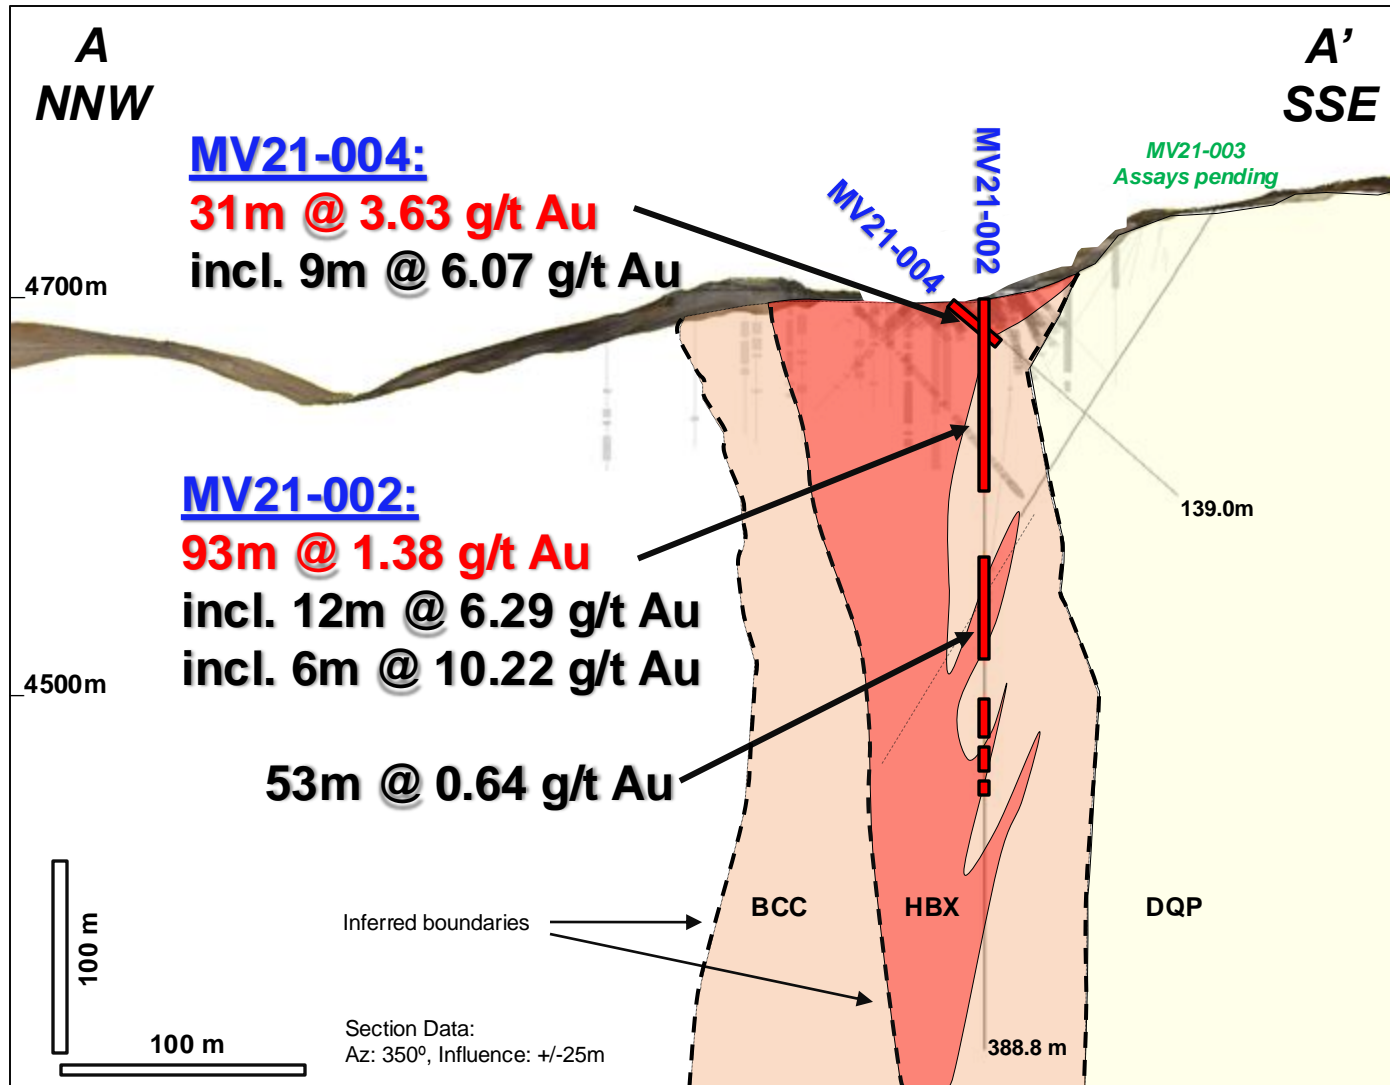 A
NNW
A’
SSE
MV21-004:
31m @ 3.63 g/t Au
incl. 9m @ 6.07 g/t Au
MV21-004
MV21-002
MV21-003
Assays pending
4700m
MV21-002:
93m @ 1.38 g/t Au
incl. 12m @ 6.29 g/t Au
incl. 6m @ 10.22 g/t Au
53m @ 0.64 g/t Au
139.0m
4500m
BCC
HBX
DQP
Inferred boundaries
100 m
100 m
Section Data:
Az: 350º, Influence: +/-25m
388.8 m